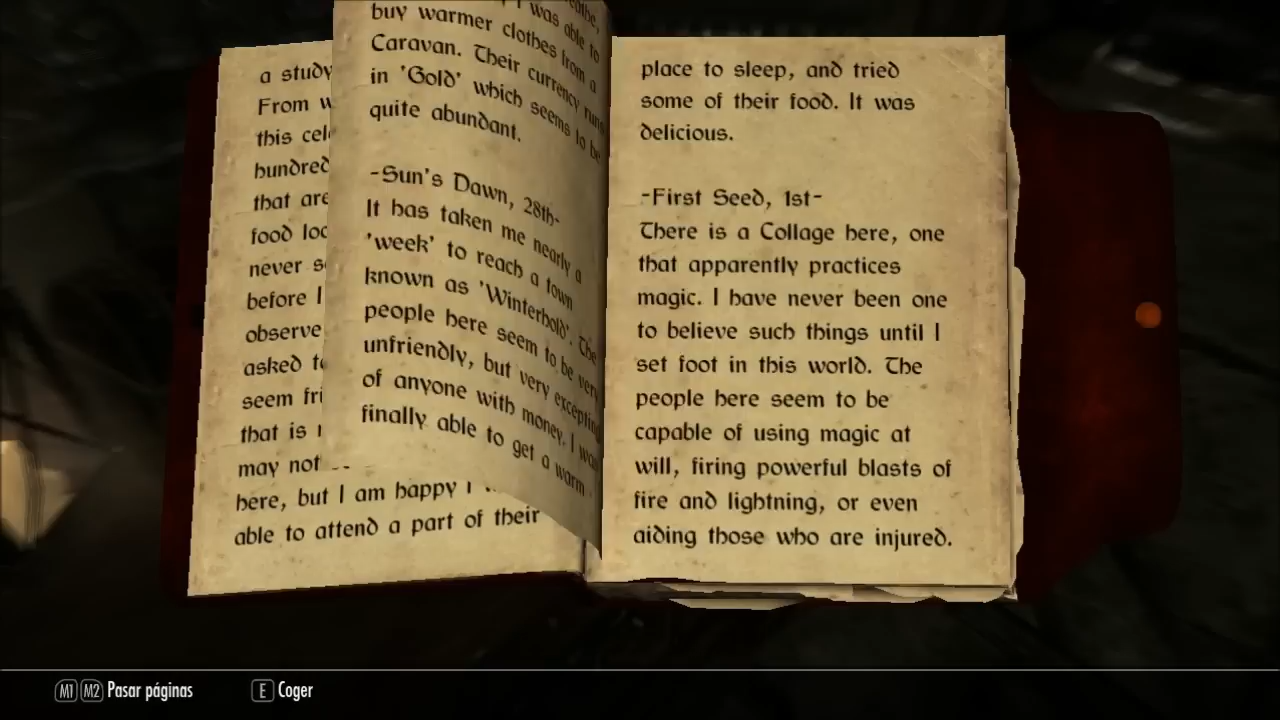 a study
From w
this cel
hundred
that are
food loc
never s
before I
observe
asked t
seem fri
that is
may not
here, but I am happy I
able to attend a part of their
I was able to
buy warmer clothes from a
Caravan. Their currency runs
in 'Gold' which seems to be
quite abundant.
-Sun's Dawn, 28th-
It has taken me nearly a
'week' to reach a town
known as 'Winterhold'. The
people here seem to be very
unfriendly, but very excepting
of anyone with money. I was
finally able to get a warm
place to sleep, and tried
some of their food. It was
delicious.
-First Seed, 1st-
There is a Collage here, one
that apparently practices
magic. I have never been one
to believe such things until I
set foot in this world. The
people here seem to be
capable of using magic at
will, firing powerful blasts of
fire and lightning, or even
aiding those who are injured.
M1 M2 Pasar páginas
E Coger